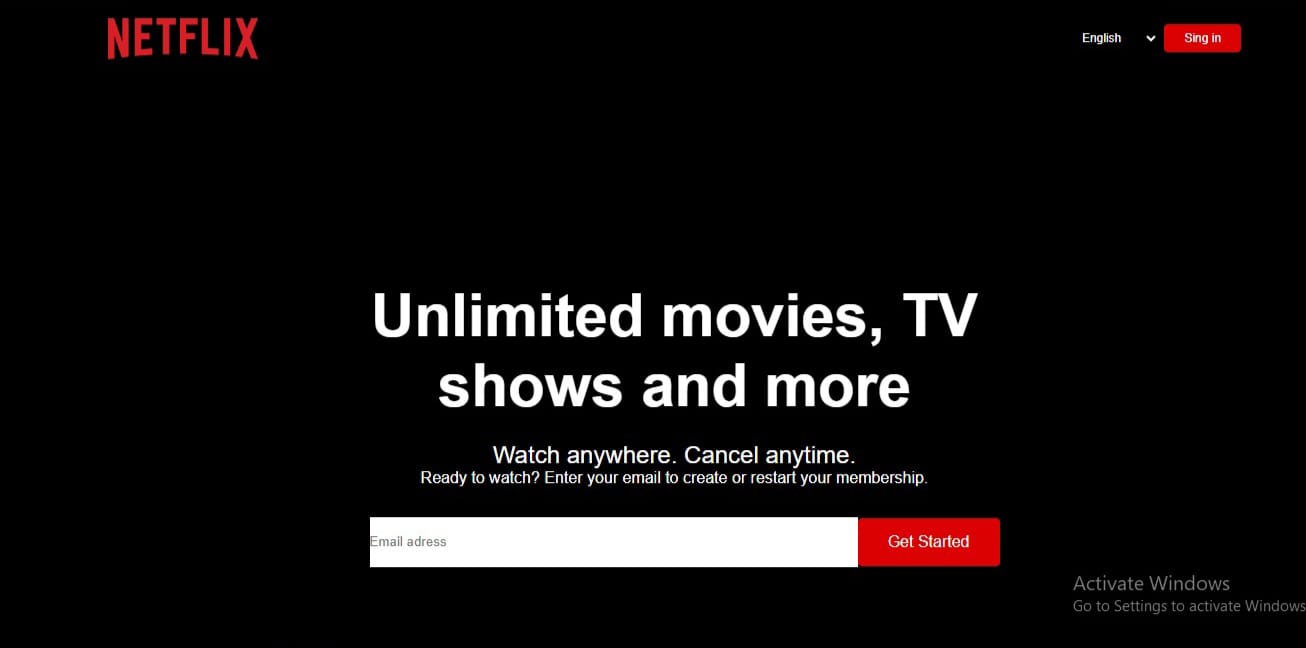 NETFLIX
English
Sing in
Unlimited movies, TV
shows and more
Watch anywhere. Cancel anytime.
Ready to watch? Enter your email to create or restart your membership.
Email adress
Get Started
Activate Windows
Go to Settings to activate Windows